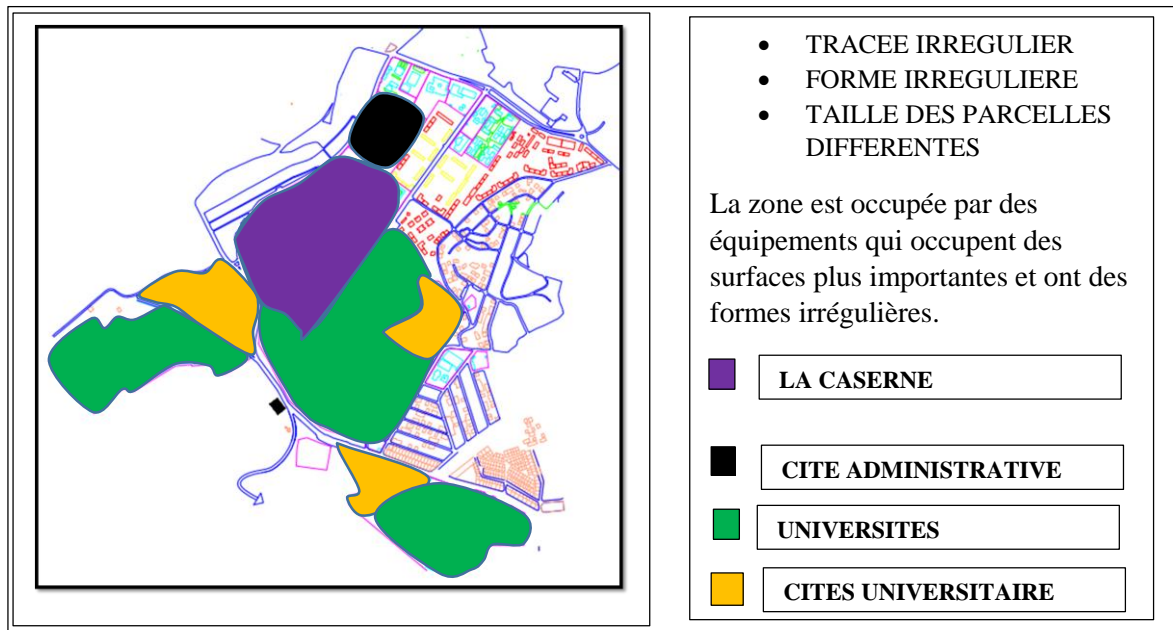 • TRACEE IRREGULIER
• FORME IRREGULIERE
• TAILLE DES PARCELLES
DIFFERENTES
La zone est occupée par des
équipements qui occupent des
surfaces plus importantes et ont des
formes irrégulières.
LA CASERNE
CITE ADMINISTRATIVE
UNIVERSITES
CITES UNIVERSITAIRE